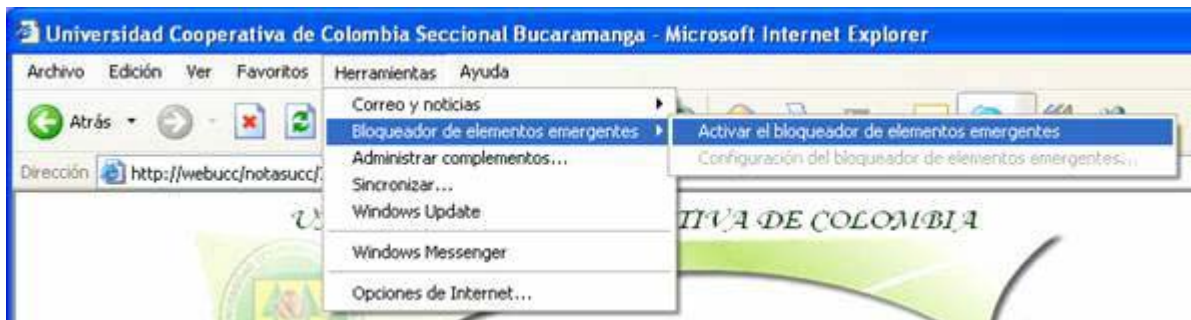 Universidad Cooperativa de Colombia Seccional Bucaramanga - Microsoft Internet Explorer
Archivo Edición Ver Favoritos Herramientas Ayuda
Atrás
Correo y noticias
Bloqueador de elementos emergentes
Activar el bloqueador de elementos emergentes
Configuración del bloqueador de elementos emergentes...
Administrar complementos...
Sincronizar...
Windows Update
Windows Messenger
Opciones de Internet...
Dirección http://webucc/notasucc/
TIVA DE COLOMBIA